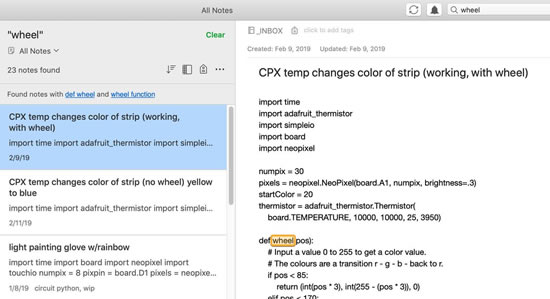 All Notes
wheel
"wheel"
Clear
All Notes
23 notes found
Found notes with def wheel and wheel function
CPX temp changes color of strip (working,
with wheel)
import time import adafruit_thermistor import simpleio...
2/9/19
CPX temp changes color of strip (no wheel) yellow
to blue
import time import adafruit_thermistor import simpleio...
2/11/19
light painting glove w/rainbow
import time import board import neopixel import
touchio numpix = 8 pixpin = board.D1 pixels = neopixel...
1/8/19 circuit python, wip
_INBOX
click to add tags
Created: Feb 9, 2019 Updated: Feb 9, 2019
CPX temp changes color of strip (working, with wheel)
import time
import adafruit_thermistor
import simpleio
import board
import neopixel
numpix = 30
pixels = neopixel.NeoPixel(board.A1, numpix, brightness=.3)
startColor = 20
thermistor = adafruit_thermistor.Thermistor(
board.TEMPERATURE, 10000, 10000, 25, 3950)
def wheel(pos):
# Input a value 0 to 255 to get a color value.
# The colours are a transition r - g - b - back to r.
if pos < 85:
return (int(pos * 3), int(255 - (pos * 3)), 0)
elif pos < 170: